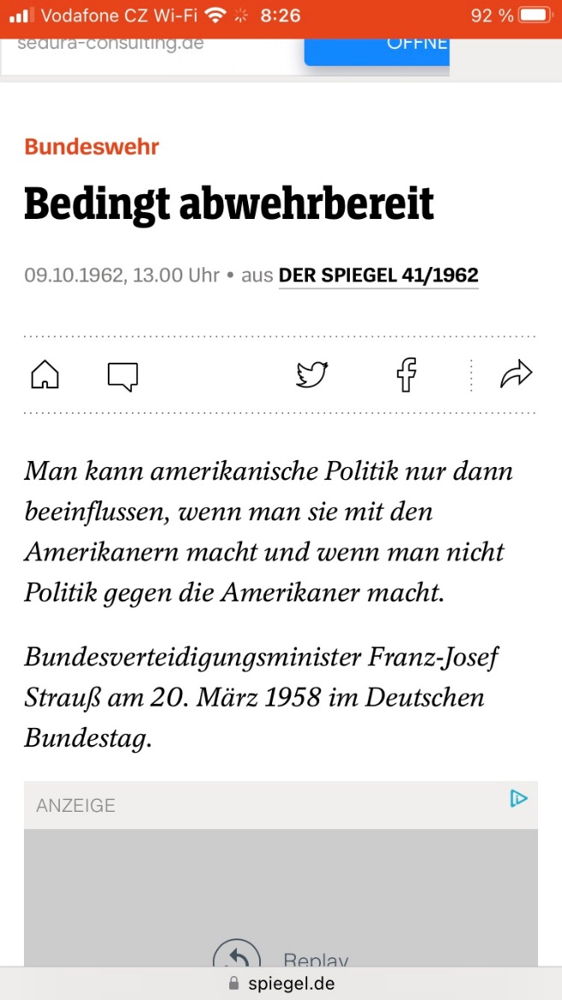 Vodafone CZ Wi-Fi 8:26 92 %
sedura-consulting.de ÖFFNE
Bundeswehr
Bedingt abwehrbereit
09.10.1962, 13.00 Uhr • aus DER SPIEGEL 41/1962
Man kann amerikanische Politik nur dann
beeinflussen, wenn man sie mit den
Amerikanern macht und wenn man nicht
Politik gegen die Amerikaner macht.
Bundesverteidigungsminister Franz-Josef
Strauß am 20. März 1958 im Deutschen
Bundestag.
ANZEIGE
Replay
spiegel.de